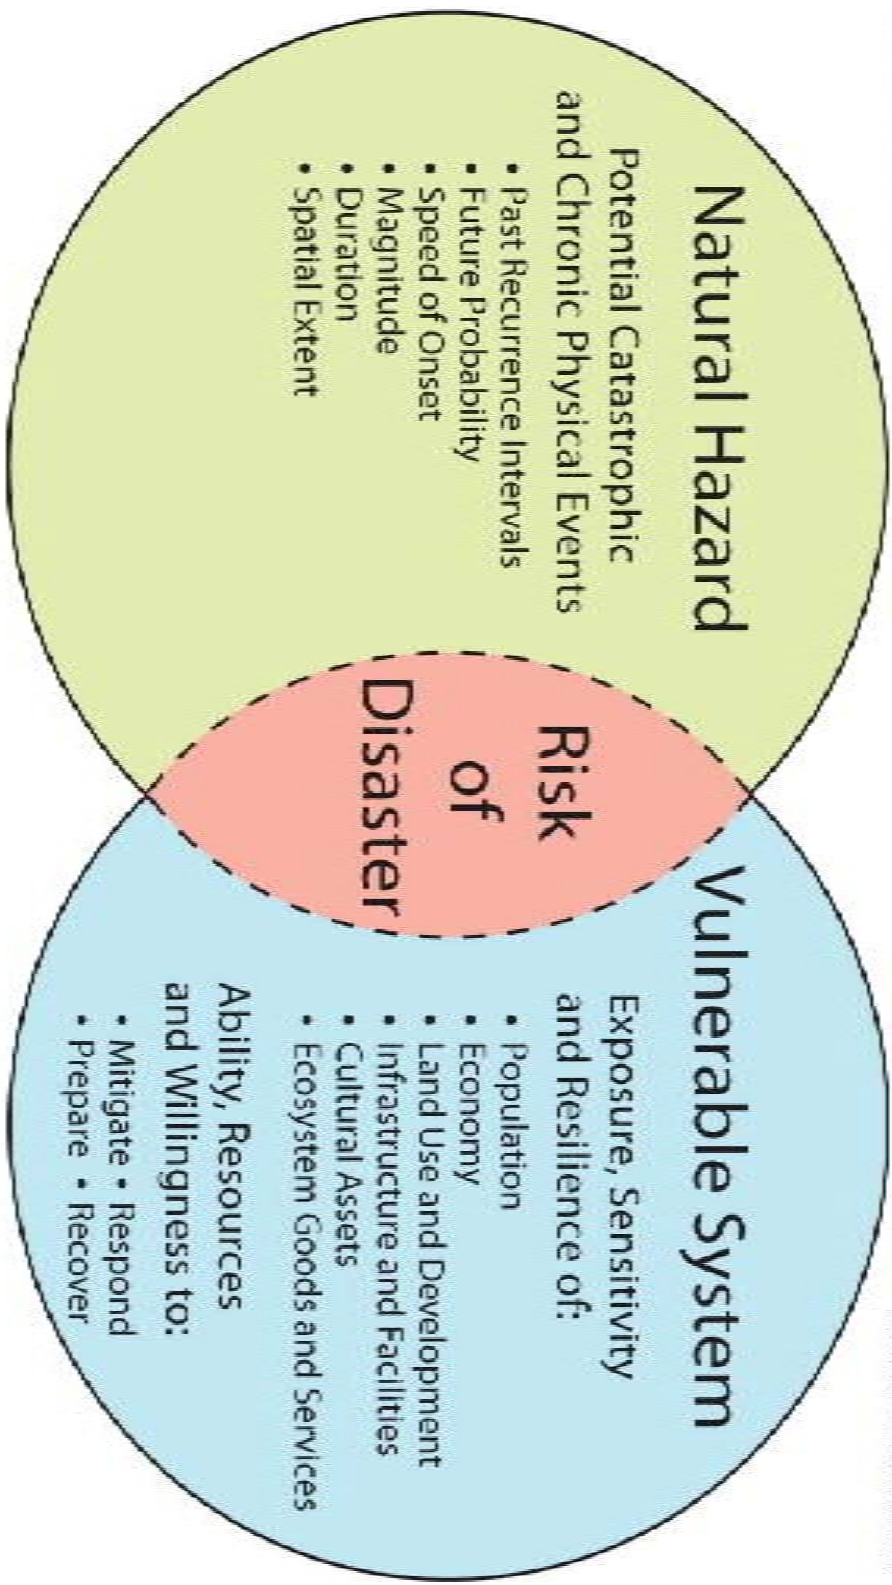 Natural Hazard
Potential Catastrophic
and Chronic Physical Events
• Past Recurrence Intervals
• Future Probability
• Speed of Onset
• Magnitude
• Duration
• Spatial Extent
Risk
of
Disaster
Vulnerable System
Exposure, Sensitivity
and Resilience of:
• Population
• Economy
• Land Use and Development
• Infrastructure and Facilities
• Cultural Assets
• Ecosystem Goods and Services
Ability, Resources
and Willingness to:
• Mitigate • Respond
• Prepare • Recover